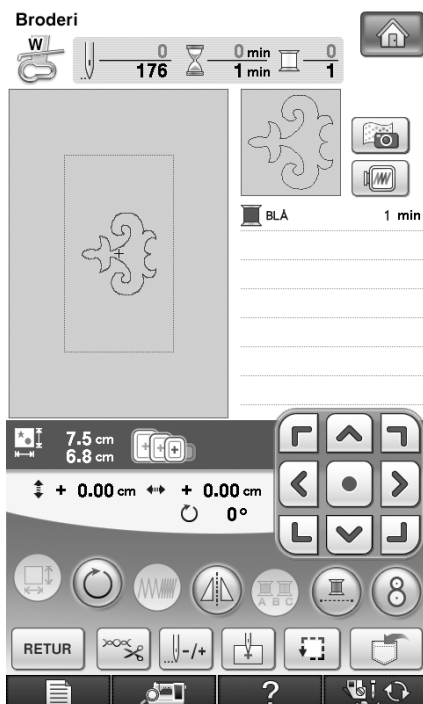 Broderi
W
0 0 min 0
176 1 min 1
BLÅ 1 min
7.5 cm
6.8 cm
+ 0.00 cm + 0.00 cm
0°
A B C
8
RETUR -/+
? i